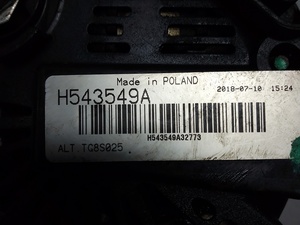 Made in POLAND
H543549A
2018-07-10 15:24
H543549A32773
ALT TG8S025